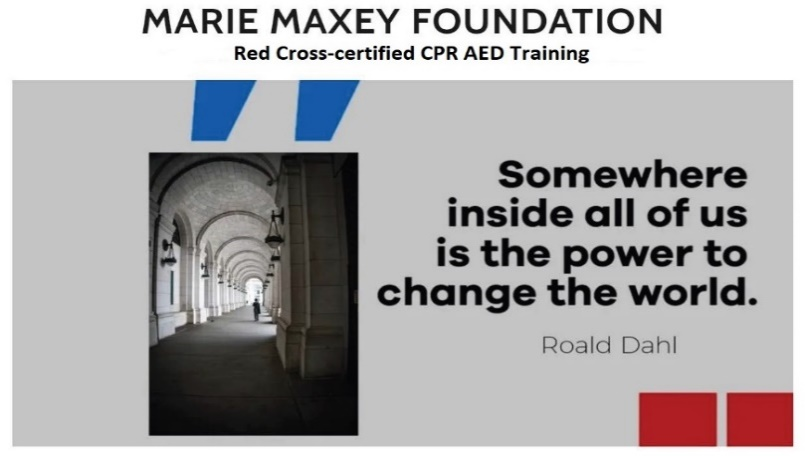 MARIE MAXEY FOUNDATION
Red Cross-certified CPR AED Training
Somewhere
inside all of us
is the power to
change the world.
Roald Dahl